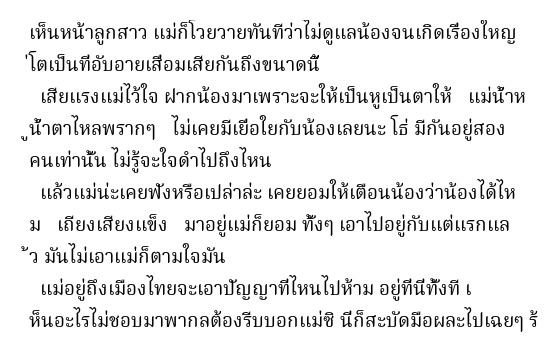 เห็นหน้าลูกสาว แม่ก็โวยวายทันทีว่าไม่ดูแลน้องจนเกิดเรื่องใหญ
่โตเป็นที่อับอายเสื่อมเสียกันถึงขนาดนี้
เสียแรงแม่ไว้ใจ ฝากน้องมาเพราะจะให้เป็นหูเป็นตาให้ แม่น้ำห
ูน้ำตาไหลพรากๆ ไม่เคยมีเยื่อใยกับน้องเลยนะ โธ่ มีกันอยู่สอง
คนเท่านั้น ไม่รู้จะใจดำไปถึงไหน
แล้วแม่น่ะเคยฟังหรือเปล่าล่ะ เคยยอมให้เตือนน้องว่าน้องได้ไห
ม เถียงเสียงแข็ง มาอยู่แม่ก็ยอม ทั้งๆ เอาไปอยู่กับแต่แรกแล
้ว มันไม่เอาแม่ก็ตามใจมัน
แม่อยู่ถึงเมืองไทยจะเอาปัญญาที่ไหนไปห้าม อยู่ที่นี่ทั้งที เ
ห็นอะไรไม่ชอบมาพากลต้องรีบบอกแม่ซิ นี่ก็สะบัดมือผละไปเฉยๆ ร้